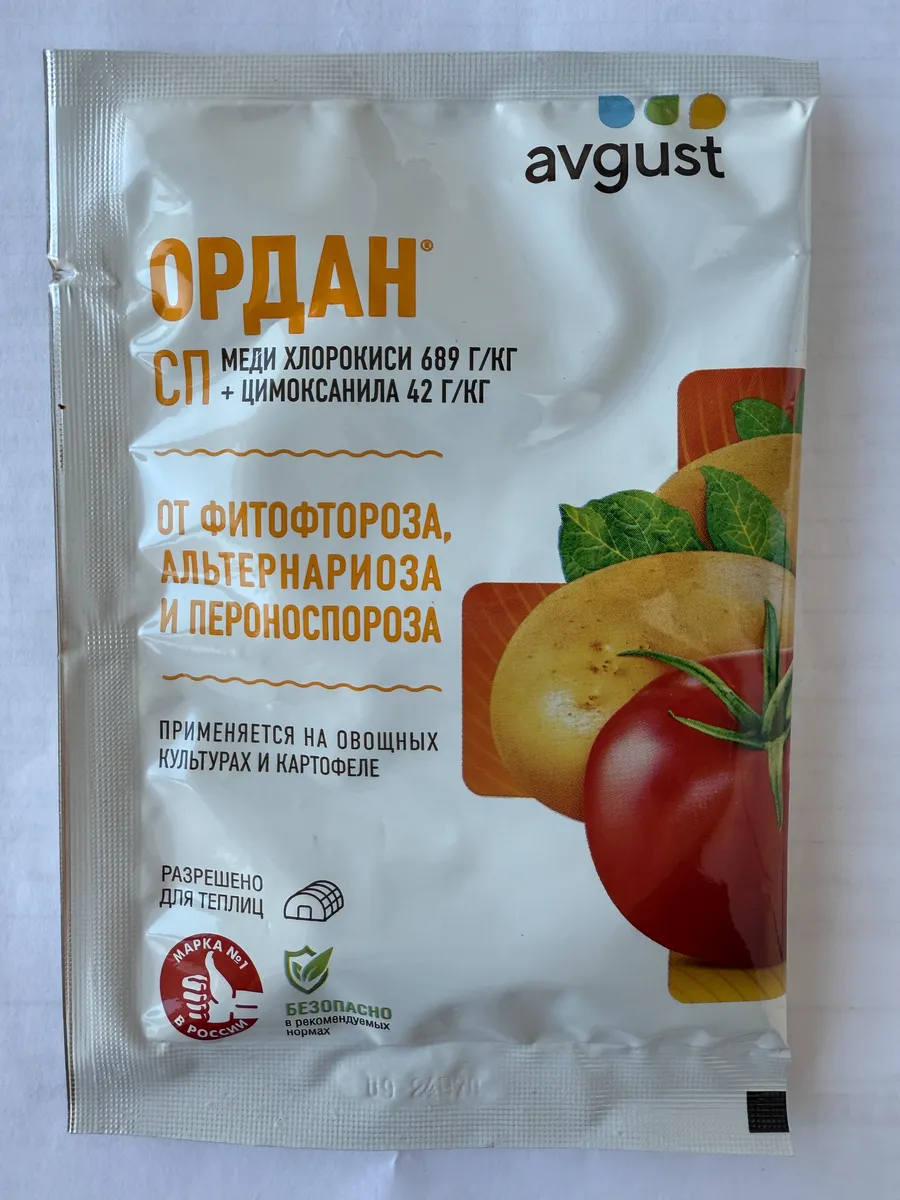 avgust
ОРДАН®
СП МЕДИ ХЛОРОКИСИ 689 Г/КГ
+ ЦИМОКСАНИЛА 42 Г/КГ
ОТ ФИТОФТОРОЗА,
АЛЬТЕРНАРИОЗА
И ПЕРОНОСПОРОЗА
ПРИМЕНЯЕТСЯ НА ОВОЩНЫХ
КУЛЬТУРАХ И КАРТОФЕЛЕ
РАЗРЕШЕНО
ДЛЯ ТЕПЛИЦ
МАРКА №1
В РОССИИ
БЕЗОПАСНО
в рекомендуемых
нормах